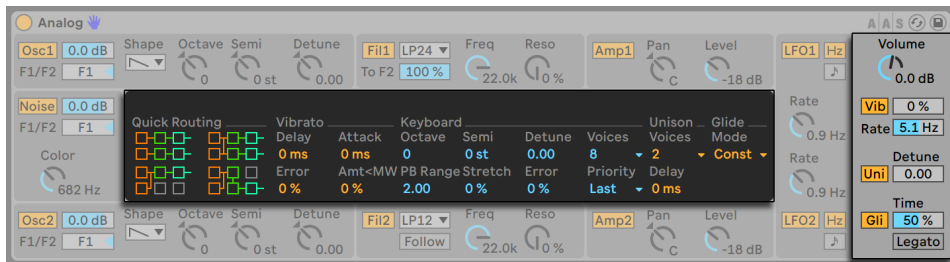 Analog
AAS
Osc1 0.0 dB Shape Octave Semi Detune
F1/F2 F1 0 0 st 0.00
Fil1 LP24 Freq Reso
To F2 100 % 22.0k 0 %
Amp1 Pan Level
C -18 dB
LFO1 Hz
Volume
0.0 dB
Noise 0.0 dB
F1/F2 F1
Color
682 Hz
Quick Routing Vibrato Keyboard Unison Glide
Delay Attack Octave Semi Detune Voices Voices Mode
0 ms 0 ms 0 0 st 0.00 8 2 Const
Error Amt<MW PB Range Stretch Error Priority Delay
0 % 0 % 2.00 0 % 0 % Last 0 ms
Rate
0.9 Hz
Rate
0.9 Hz
Vib 0 %
Rate 5.1 Hz
Detune
Uni 0.00
Time
Gli 50 %
Legato
Osc2 0.0 dB Shape Octave Semi Detune
F1/F2 F1 0 0 st 0.00
Fil2 LP12 Freq Reso
Follow 22.0k 0 %
Amp2 Pan Level
C -18 dB
LFO2 Hz